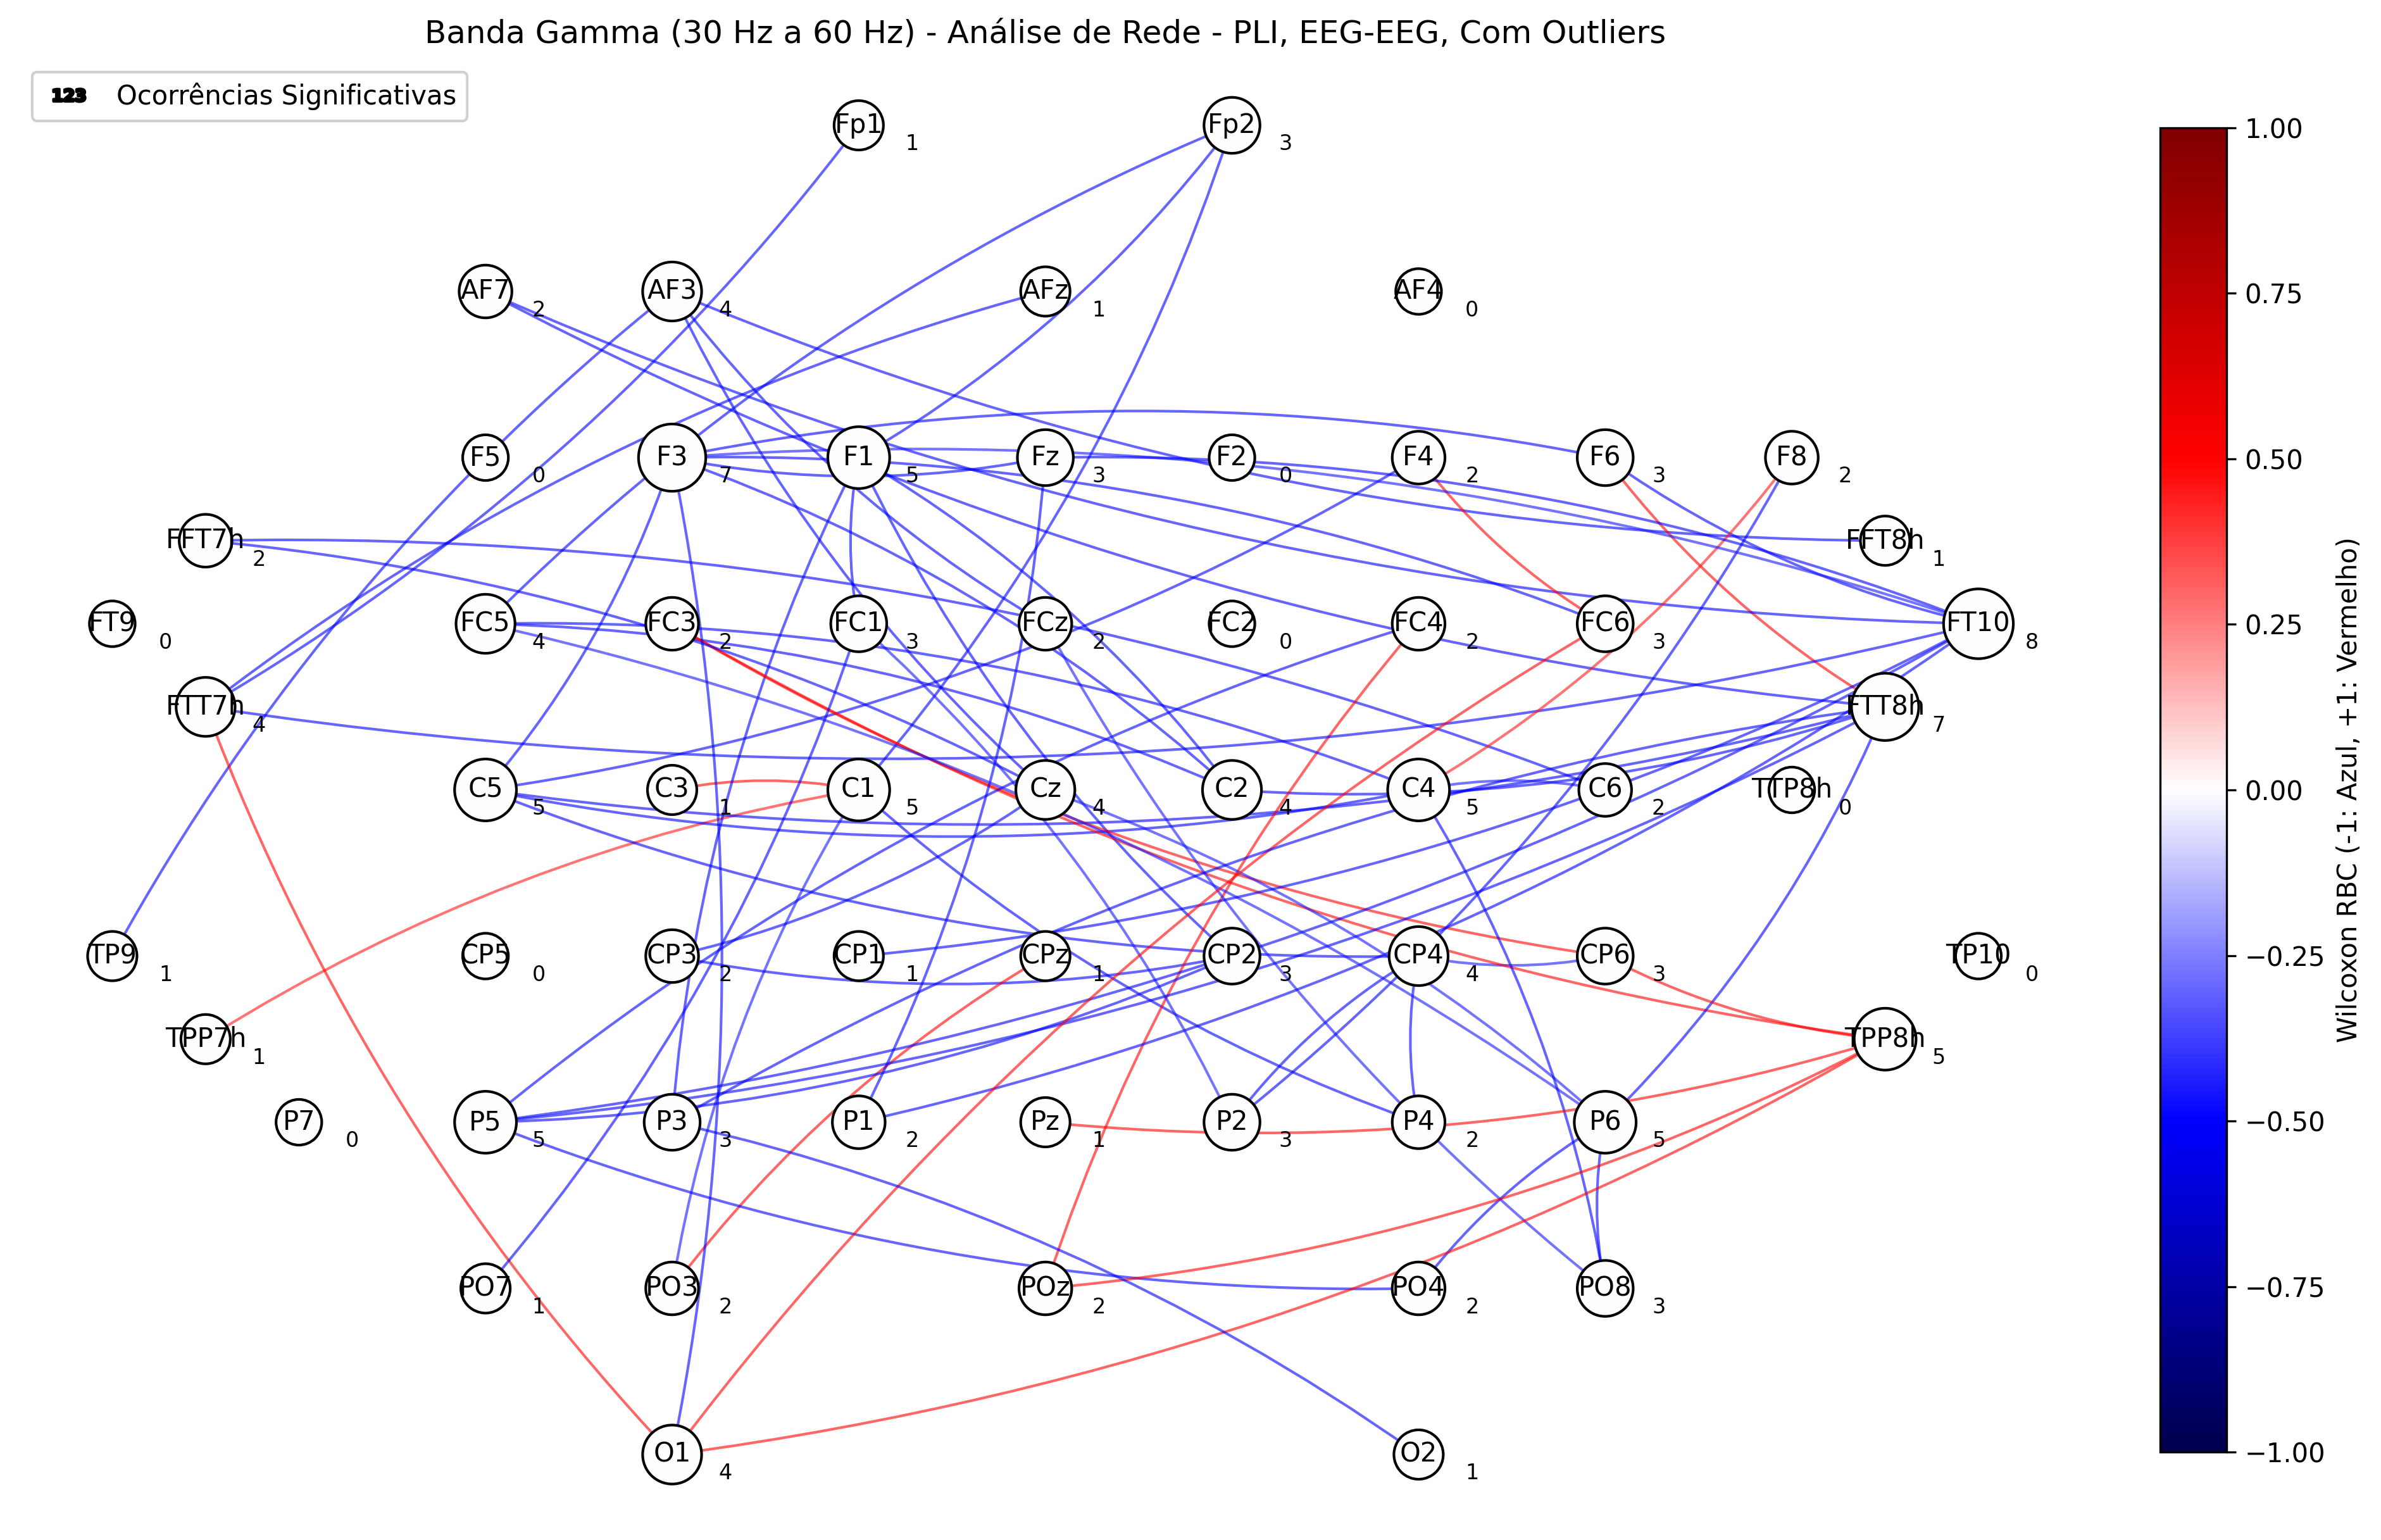 Banda Gamma (30 Hz a 60 Hz) - Análise de Rede - PLI, EEG-EEG, Com Outliers
123 Ocorrências Significativas
Fp1 1 Fp2 3
AF7 2 AF3 4 AFz 1 AF4 0
F5 0 F3 7 F1 5 Fz 3 F2 0 F4 2 F6 3 F8 2
FFT7h 2 FFT8h 1
FT9 0 FC5 4 FC3 2 FC1 3 FCz 2 FC2 0 FC4 2 FC6 3 FT10 8
FTT7h 4 FTT8h 7
C5 5 C3 1 C1 5 Cz 4 C2 4 C4 5 C6 2 TTP8h 0
TP9 1 CP5 0 CP3 2 CP1 1 CPz 1 CP2 3 CP4 4 CP6 3 TP10 0
TPP7h 1 TPP8h 5
P7 0 P5 5 P3 3 P1 2 Pz 1 P2 3 P4 2 P6 5
PO7 1 PO3 2 POz 2 PO4 2 PO8 3
O1 4 O2 1
1.00
0.75
0.50
0.25
0.00
−0.25
−0.50
−0.75
−1.00
Wilcoxon RBC (-1: Azul, +1: Vermelho)